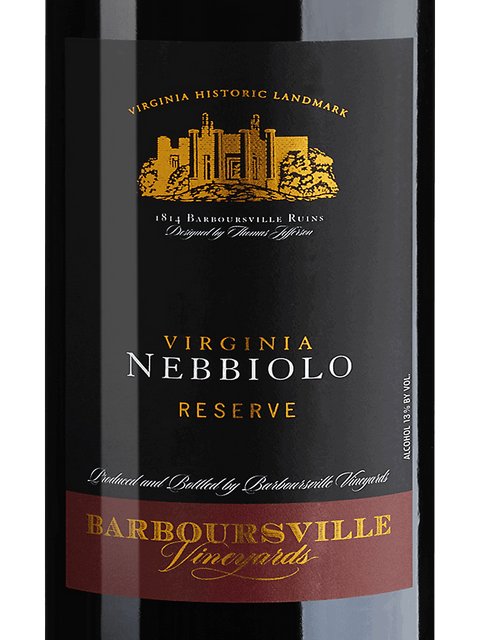 VIRGINIA HISTORIC LANDMARK
1814 BARBOURSVILLE RUINS
Designed by Thomas Jefferson
VIRGINIA
NEBBIOLO
RESERVE
ALCOHOL 13% BY VOL.
Produced and Bottled by Barboursville Vineyards
BARBOURSVILLE
Vineyards